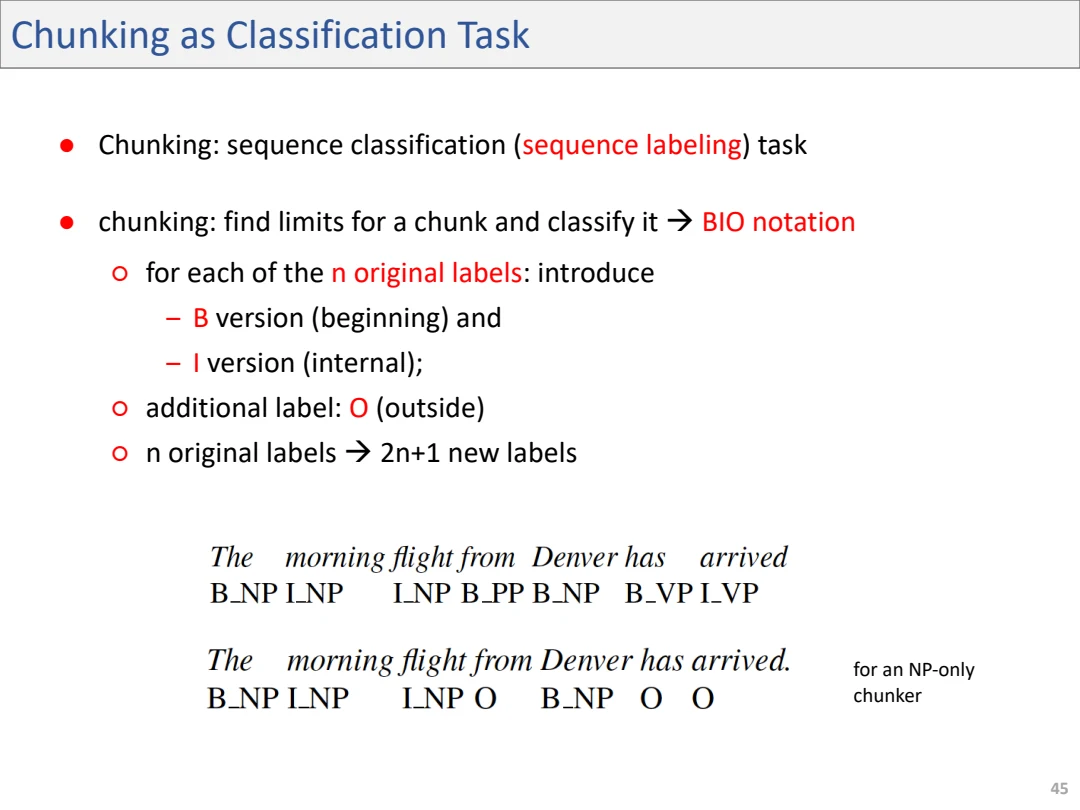 Chunking as Classification Task
● Chunking: sequence classification (sequence labeling) task
● chunking: find limits for a chunk and classify it → BIO notation
○ for each of the n original labels: introduce
– B version (beginning) and
– I version (internal);
○ additional label: O (outside)
○ n original labels → 2n+1 new labels
The morning flight from Denver has arrived
B_NP I_NP I_NP B_PP B_NP B_VP I_VP
The morning flight from Denver has arrived.
B_NP I_NP I_NP O B_NP O O
for an NP-only
chunker
45